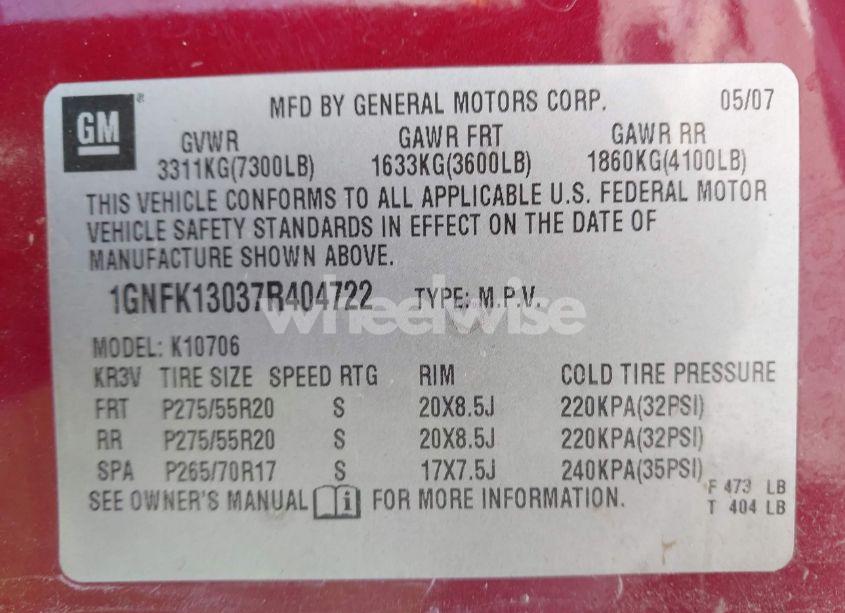 GM ® MFD BY GENERAL MOTORS CORP. 05/07
GVWR GAWR FRT GAWR RR
3311KG(7300LB) 1633KG(3600LB) 1860KG(4100LB)
THIS VEHICLE CONFORMS TO ALL APPLICABLE U.S. FEDERAL MOTOR
VEHICLE SAFETY STANDARDS IN EFFECT ON THE DATE OF
MANUFACTURE SHOWN ABOVE.
1GNFK13037R404722 TYPE: M.P.V.
wheelwise
MODEL: K10706
KR3V TIRE SIZE SPEED RTG RIM COLD TIRE PRESSURE
FRT P275/55R20 S 20X8.5J 220KPA(32PSI)
RR P275/55R20 S 20X8.5J 220KPA(32PSI)
SPA P265/70R17 S 17X7.5J 240KPA(35PSI)
F 473 LB
SEE OWNER'S MANUAL i FOR MORE INFORMATION.
T 404 LB